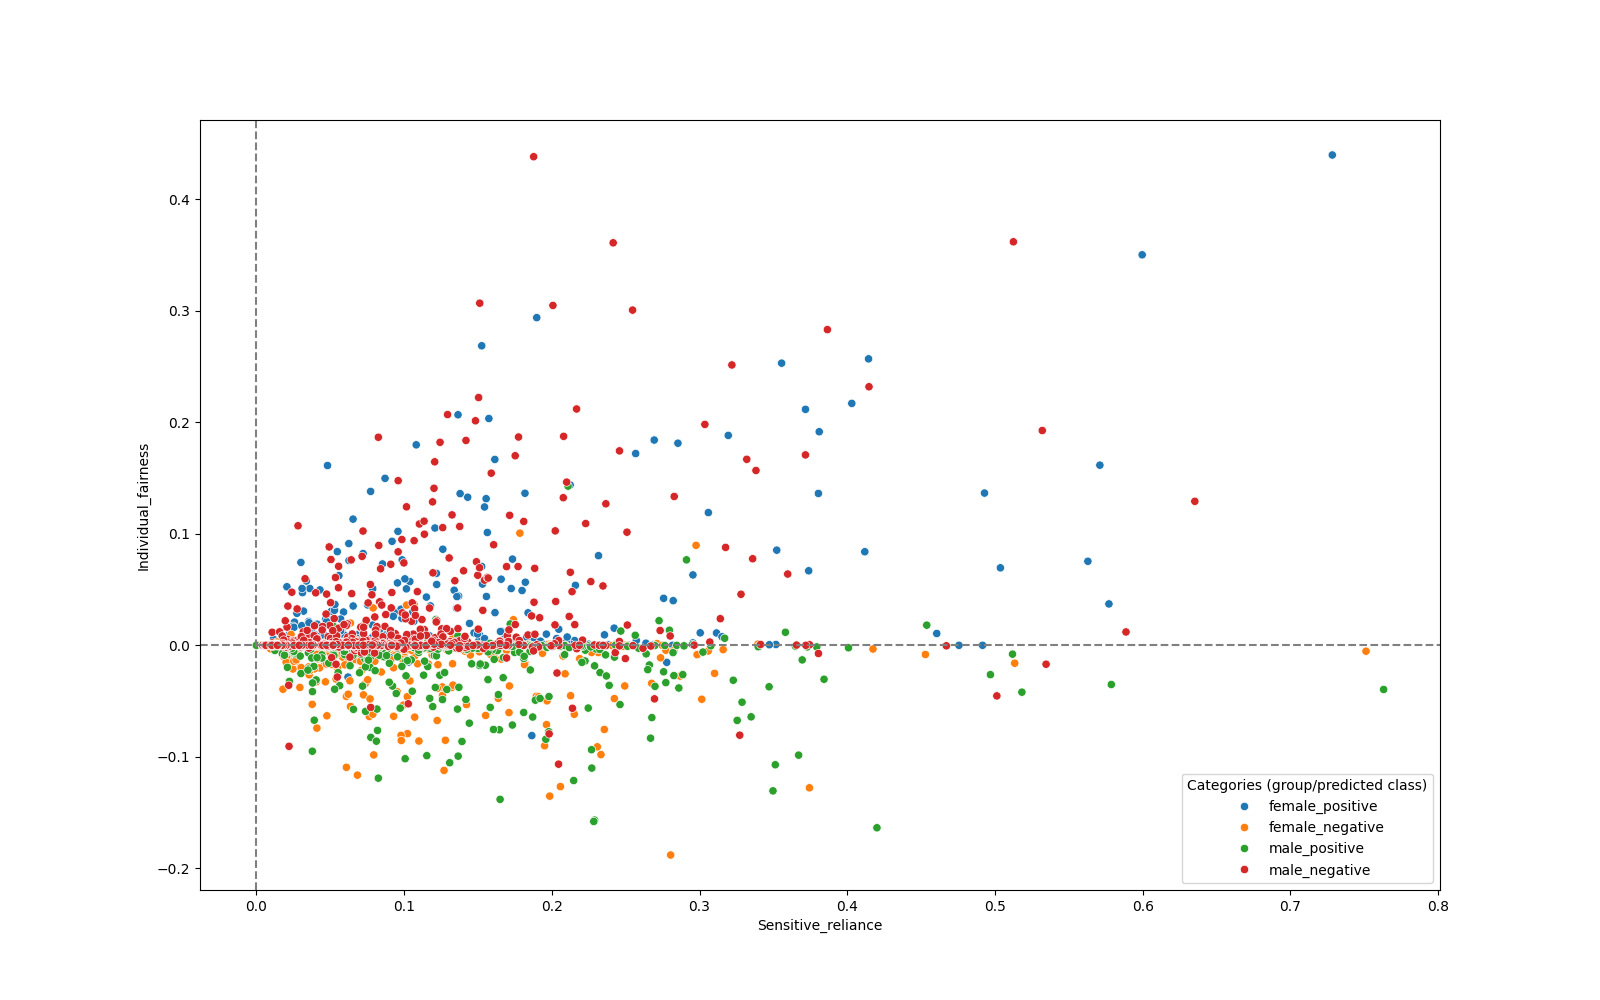 0.4
0.3
0.2
0.1
0.0
−0.1
−0.2
Individual_fairness
0.0 0.1 0.2 0.3 0.4 0.5 0.6 0.7 0.8
Sensitive_reliance
Categories (group/predicted class)
female_positive
female_negative
male_positive
male_negative